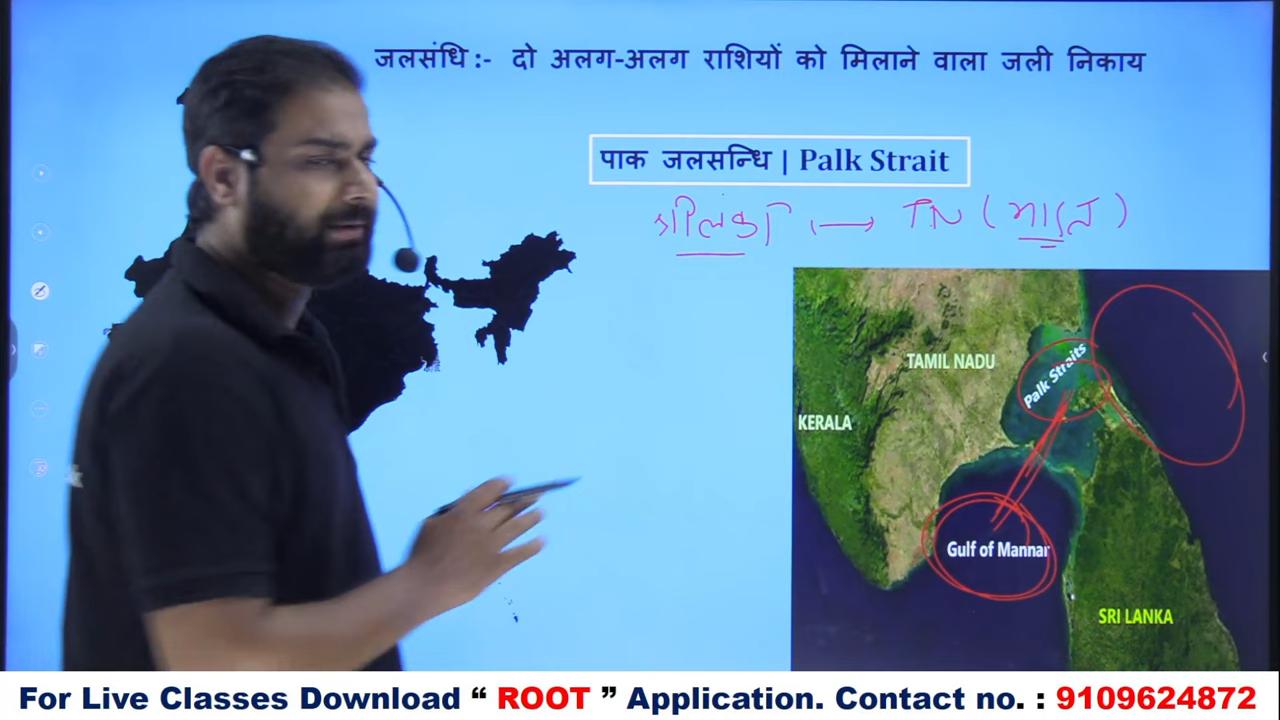 जलसंधि :- दो अलग-अलग राशियों को मिलाने वाला जली निकाय
पाक जलसन्धि | Palk Strait
श्रीलंका → TN ( भारत )
TAMIL NADU
Palk Straits
KERALA
Gulf of Mannar
SRI LANKA
For Live Classes Download “ ROOT ” Application. Contact no. : 9109624872